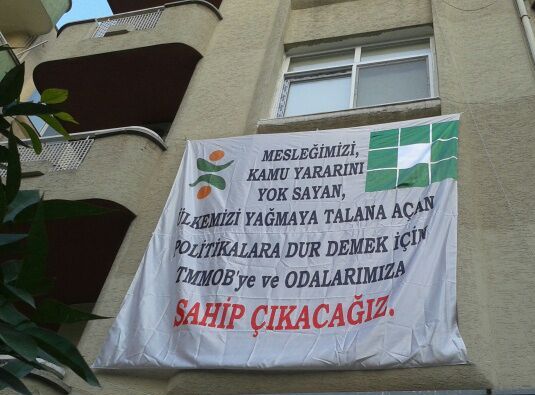 MESLEĞİMİZİ,
KAMU YARARINI
YOK SAYAN,
ÜLKEMİZİ YAĞMAYA TALANA AÇAN
POLİTİKALARA DUR DEMEK İÇİN
TMMOB'ye ve ODALARIMIZA
SAHİP ÇIKACAĞIZ.